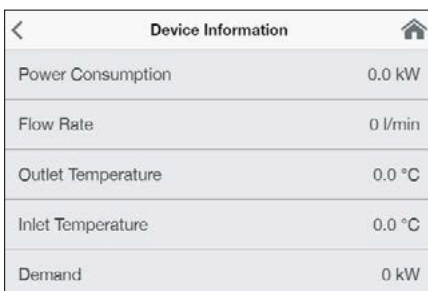 Device Information
Power Consumption 0.0 kW
Flow Rate 0 l/min
Outlet Temperature 0.0 °C
Inlet Temperature 0.0 °C
Demand 0 kW